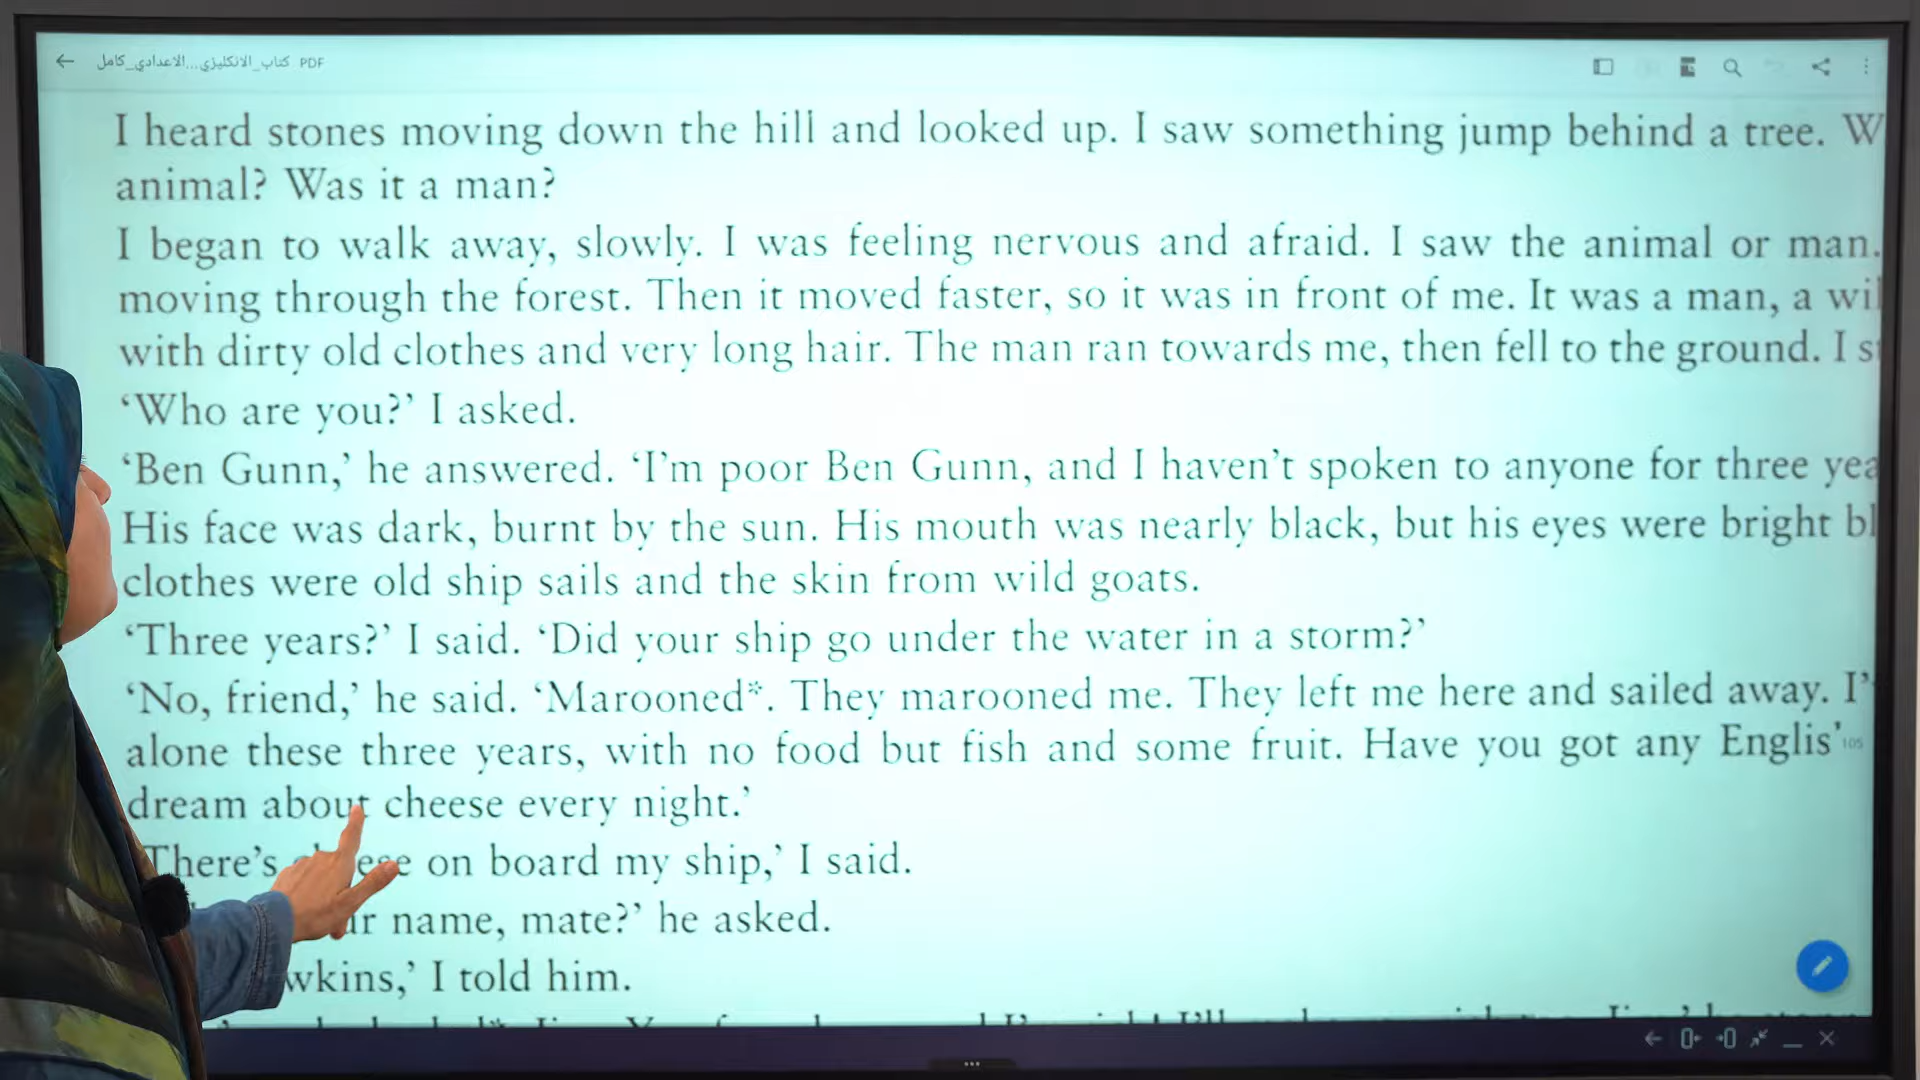 كتاب_الانكليزي...الاعدادي_كامل PDF
I heard stones moving down the hill and looked up. I saw something jump behind a tree. W
animal? Was it a man?
I began to walk away, slowly. I was feeling nervous and afraid. I saw the animal or man.
moving through the forest. Then it moved faster, so it was in front of me. It was a man, a wil
with dirty old clothes and very long hair. The man ran towards me, then fell to the ground. I s
‘Who are you?’ I asked.
‘Ben Gunn,’ he answered. ‘I’m poor Ben Gunn, and I haven’t spoken to anyone for three yea
His face was dark, burnt by the sun. His mouth was nearly black, but his eyes were bright bl
clothes were old ship sails and the skin from wild goats.
‘Three years?’ I said. ‘Did your ship go under the water in a storm?’
‘No, friend,’ he said. ‘Marooned*. They marooned me. They left me here and sailed away. I’
alone these three years, with no food but fish and some fruit. Have you got any Englis’
105
dream about cheese every night.’
There’s ese on board my ship,’ I said.
ur name, mate?’ he asked.
wkins,’ I told him.